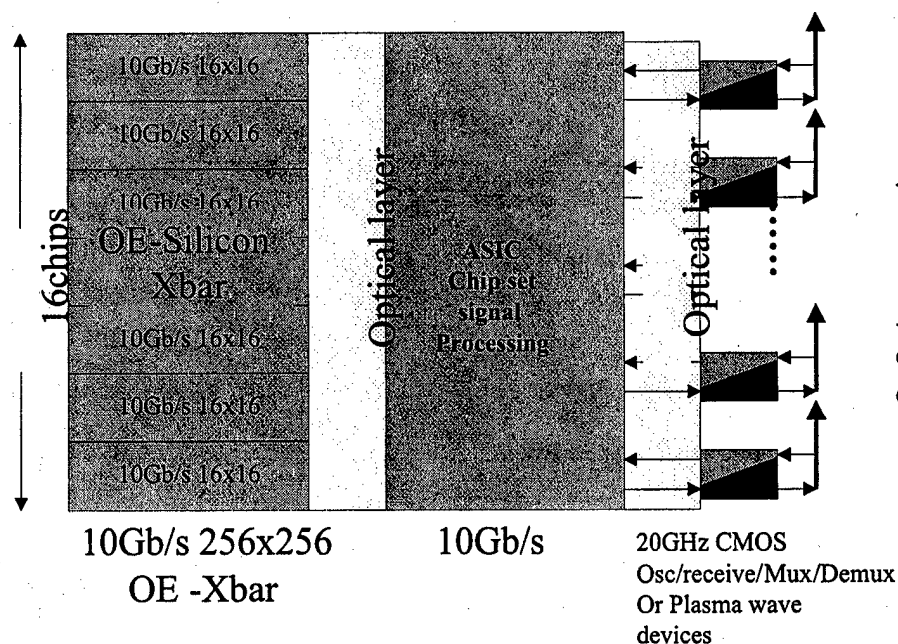 10Gb/s 16x16
10Gb/s 16x16
10Gb/s 16x16
OE-Silicon
Xbar
10Gb/s 16x16
10Gb/s 16x16
10Gb/s 16x16
16chips
Optical layer
ASIC
Chip set
signal
Processing
Optical layer
10Gb/s 256x256
OE -Xbar
10Gb/s
20GHz CMOS
Osc/receive/Mux/Demux
Or Plasma wave
devices